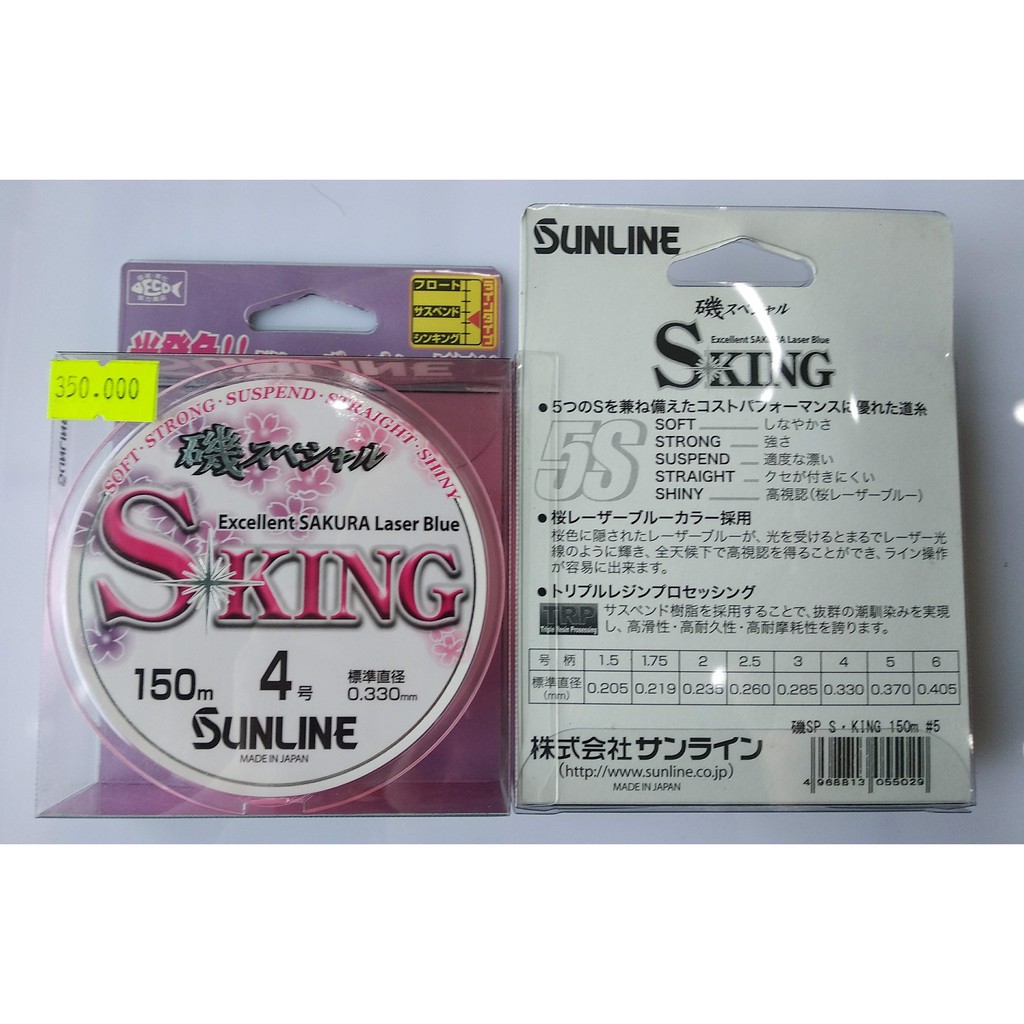 ECO
フロート
サスペンド
シンキング
光発色!!
SUNLINE
350.000
SOFT・STRONG・SUSPEND・STRAIGHT・SHINY
磯スペシャル
Excellent SAKURA Laser Blue
S KING
150m 4号 標準直径
0.330mm
SUNLINE
MADE IN JAPAN
SUNLINE
磯スペシャル
Excellent SAKURA Laser Blue
S KING
●5つのSを兼ね備えたコストパフォーマンスに優れた道糸
5S
SOFT しなやかさ
STRONG 強さ
SUSPEND 適度な漂い
STRAIGHT クセが付きにくい
SHINY 高視認(桜レーザーブルー)
●桜レーザーブルーカラー採用
桜色に隠されたレーザーブルーが、光を受けるとまるでレーザー光
線のように輝き、全天候下で高視認を得ることができ、ライン操作
が容易に出来ます。
●トリプルレジンプロセッシング
TRP
Triple Resin Processing
サスペンド樹脂を採用することで、抜群の潮馴染みを実現
し、高滑性・高耐久性・高耐摩耗性を誇ります。
号 柄 1.5 1.75 2 2.5 3 4 5 6
標準直径(mm) 0.205 0.219 0.235 0.260 0.285 0.330 0.370 0.405
磯SP S・KING 150m #5
株式会社サンライン
(http://www.sunline.co.jp)
MADE IN JAPAN
4 968813 055029